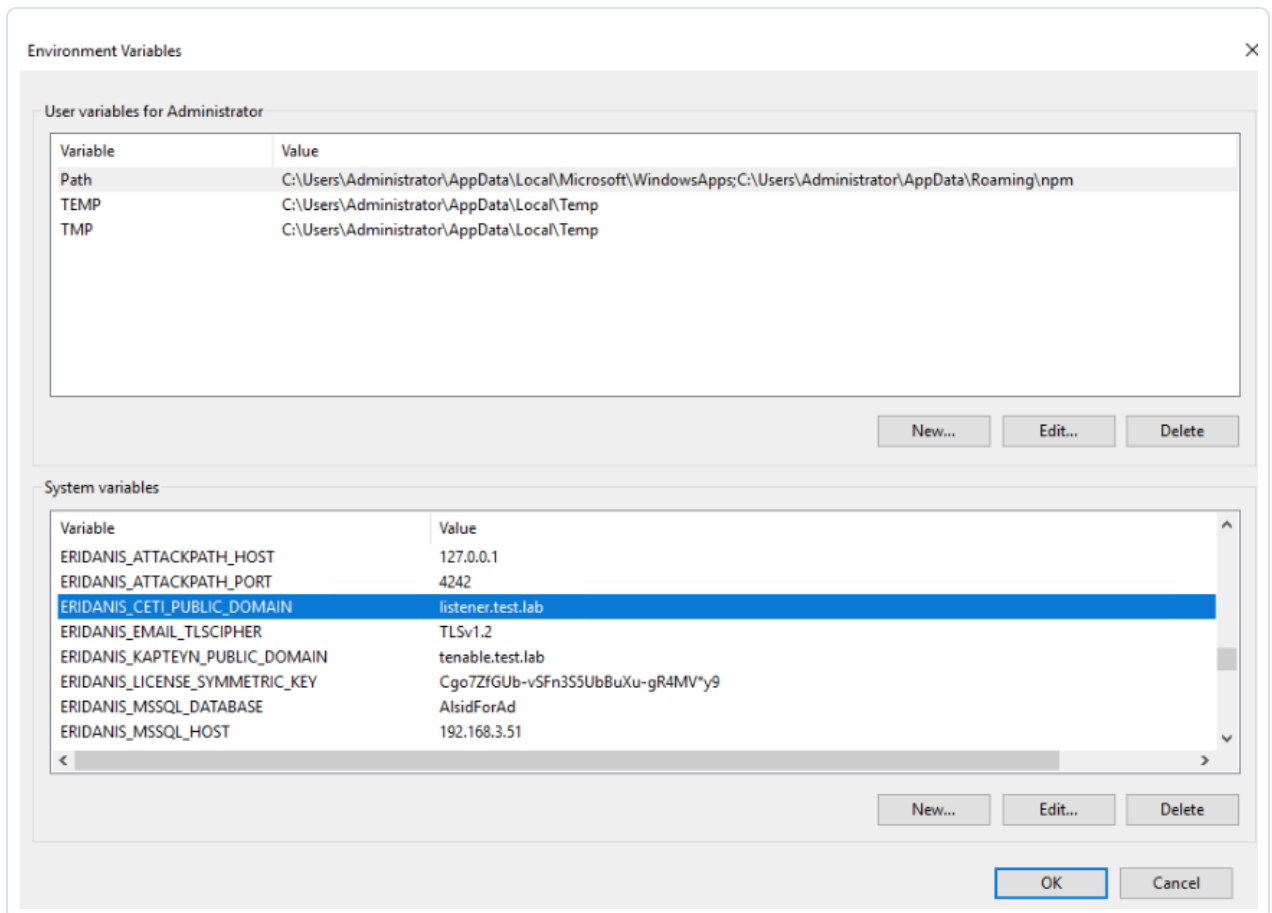 Environment Variables
User variables for Administrator
Variable Value
Path C:\Users\Administrator\AppData\Local\Microsoft\WindowsApps;C:\Users\Administrator\AppData\Roaming\npm
TEMP C:\Users\Administrator\AppData\Local\Temp
TMP C:\Users\Administrator\AppData\Local\Temp
New... Edit... Delete
System variables
Variable Value
ERIDANIS_ATTACKPATH_HOST 127.0.0.1
ERIDANIS_ATTACKPATH_PORT 4242
ERIDANIS_CETI_PUBLIC_DOMAIN listener.test.lab
ERIDANIS_EMAIL_TLSCIPHER TLSv1.2
ERIDANIS_KAPTEYN_PUBLIC_DOMAIN tenable.test.lab
ERIDANIS_LICENSE_SYMMETRIC_KEY Cgo7ZfGUb-vSFn3S5UbBuXu-gR4MV*y9
ERIDANIS_MSSQL_DATABASE AlsidForAd
ERIDANIS_MSSQL_HOST 192.168.3.51
New... Edit... Delete
OK Cancel